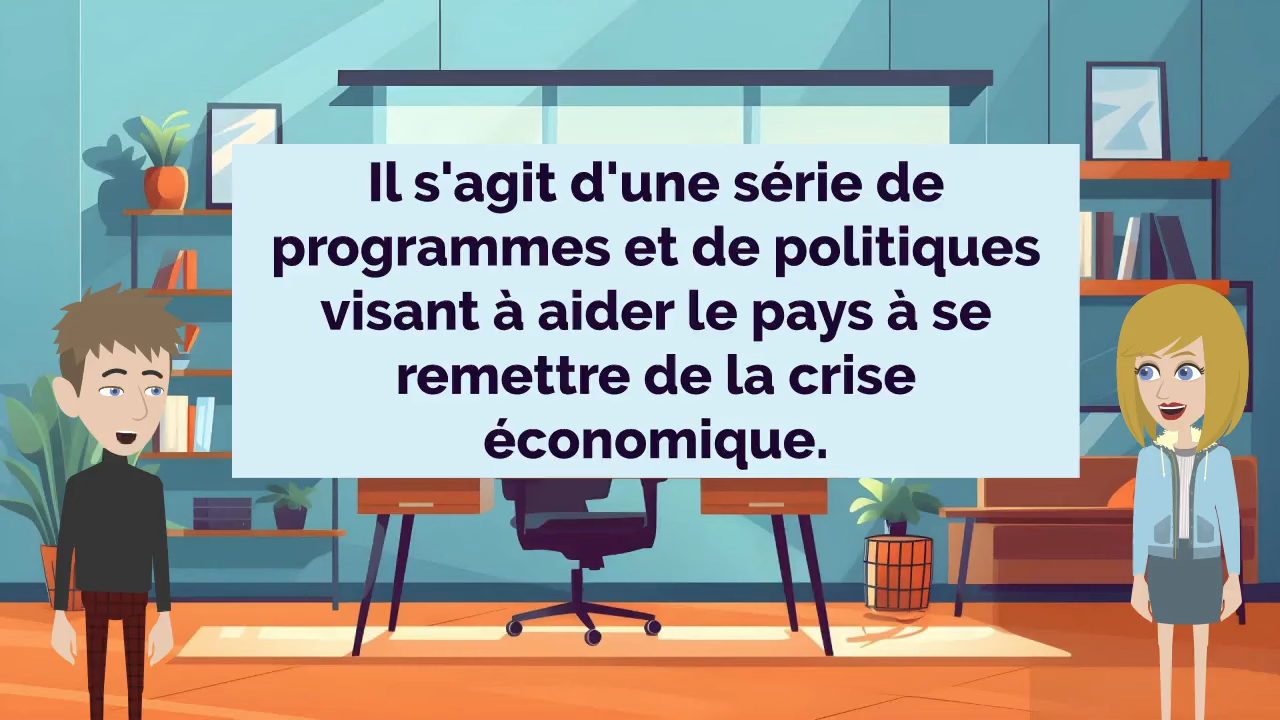 Il s'agit d'une série de
programmes et de politiques
visant à aider le pays à se
remettre de la crise
économique.